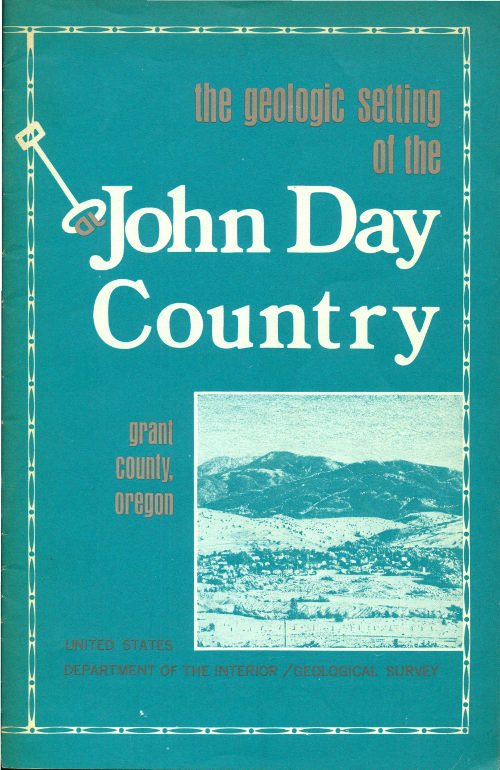 the geologic setting
of the
John Day
Country
grant
county,
oregon
UNITED STATES
DEPARTMENT OF THE INTERIOR / GEOLOGICAL SURVEY
JD